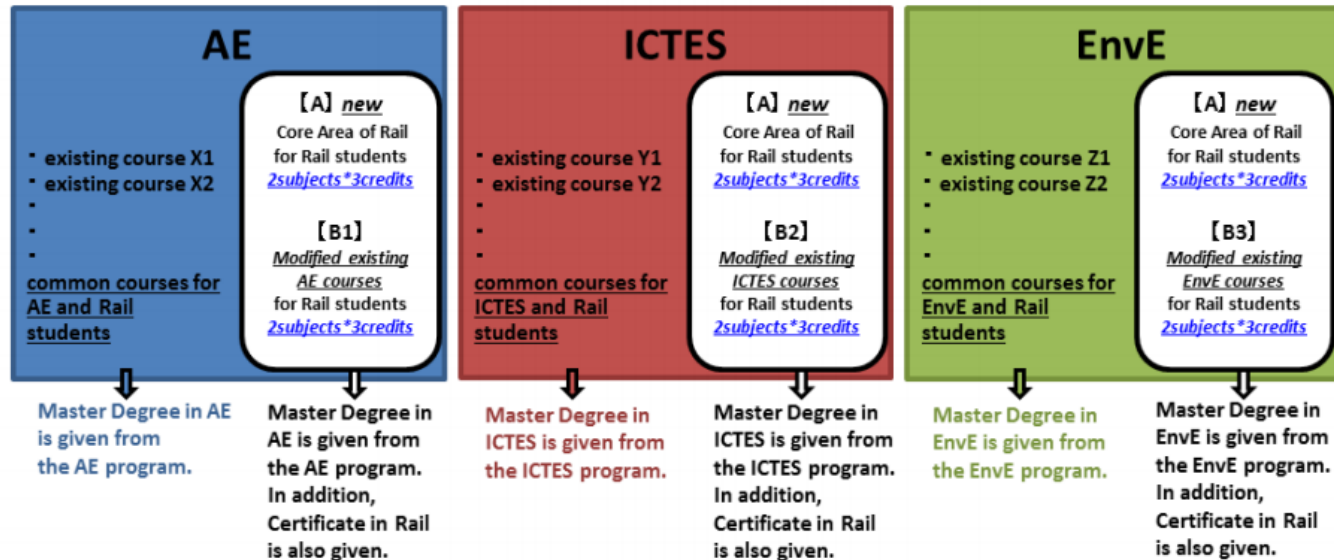 AE
· existing course X1
· existing course X2
·
·
·
common courses for
AE and Rail
students
【A】 new
Core Area of Rail
for Rail students
2subjects*3credits
【B1】
Modified existing
AE courses
for Rail students
2subjects*3credits
Master Degree in AE
is given from
the AE program.
Master Degree in
AE is given from
the AE program.
In addition,
Certificate in Rail
is also given.
ICTES
· existing course Y1
· existing course Y2
·
·
·
common courses for
ICTES and Rail
students
【A】 new
Core Area of Rail
for Rail students
2subjects*3credits
【B2】
Modified existing
ICTES courses
for Rail students
2subjects*3credits
Master Degree in
ICTES is given from
the ICTES program.
Master Degree in
ICTES is given from
the ICTES program.
In addition,
Certificate in Rail
is also given.
EnvE
· existing course Z1
· existing course Z2
·
·
·
common courses for
EnvE and Rail
students
【A】 new
Core Area of Rail
for Rail students
2subjects*3credits
【B3】
Modified existing
EnvE courses
for Rail students
2subjects*3credits
Master Degree in
EnvE is given from
the EnvE program.
Master Degree in
EnvE is given from
the EnvE program.
In addition,
Certificate in Rail
is also given.